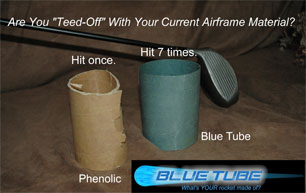 Are You "Teed-Off" With Your Current Airframe Material?
Hit 7 times.
Hit once.
Blue Tube
Phenolic
BLUE TUBE
What's YOUR rocket made of?